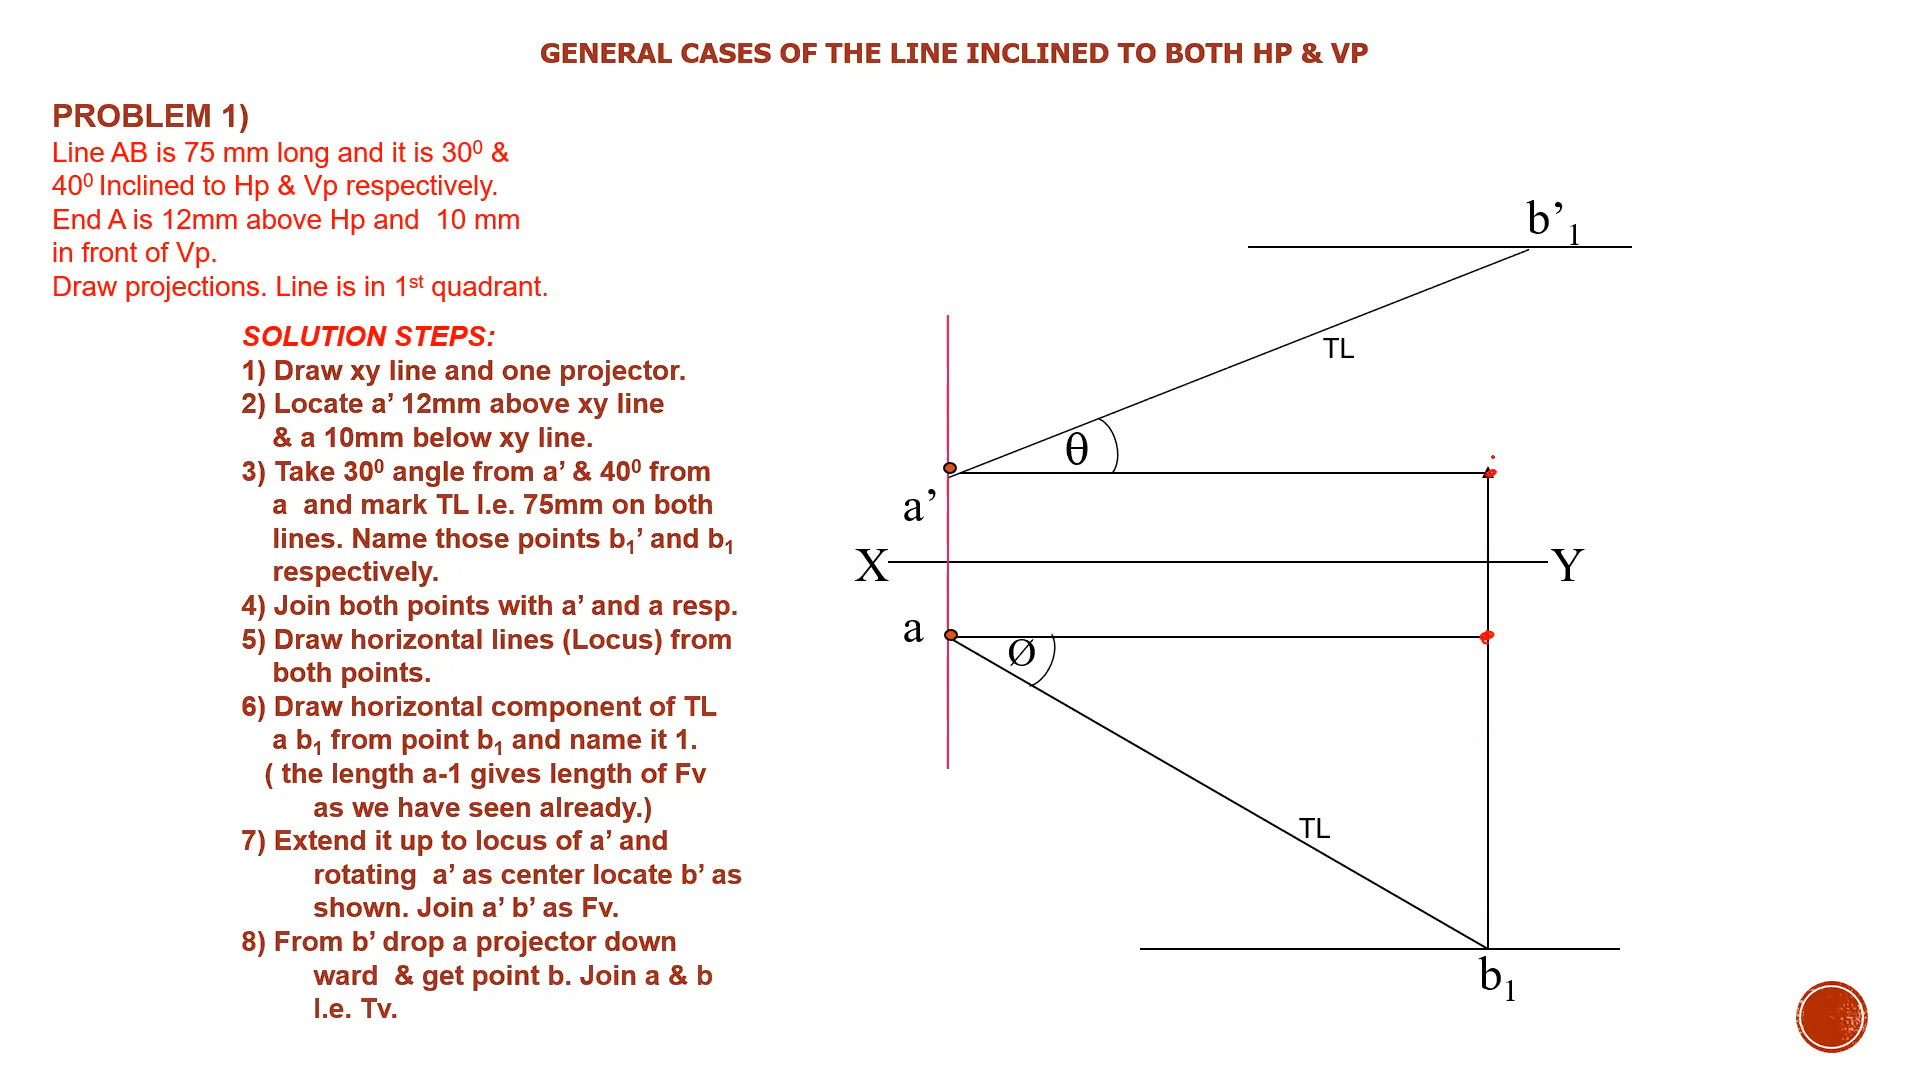 GENERAL CASES OF THE LINE INCLINED TO BOTH HP & VP
PROBLEM 1)
Line AB is 75 mm long and it is 30⁰ &
40⁰ Inclined to Hp & Vp respectively.
End A is 12mm above Hp and 10 mm
in front of Vp.
Draw projections. Line is in 1ˢᵗ quadrant.
SOLUTION STEPS:
1) Draw xy line and one projector.
2) Locate a’ 12mm above xy line
& a 10mm below xy line.
3) Take 30⁰ angle from a’ & 40⁰ from
a and mark TL I.e. 75mm on both
lines. Name those points b₁’ and b₁
respectively.
4) Join both points with a’ and a resp.
5) Draw horizontal lines (Locus) from
both points.
6) Draw horizontal component of TL
a b₁ from point b₁ and name it 1.
( the length a-1 gives length of Fv
as we have seen already.)
7) Extend it up to locus of a’ and
rotating a’ as center locate b’ as
shown. Join a’ b’ as Fv.
8) From b’ drop a projector down
ward & get point b. Join a & b
I.e. Tv.
b’₁
TL
θ
a’
X
Y
a
Ø
TL
b₁